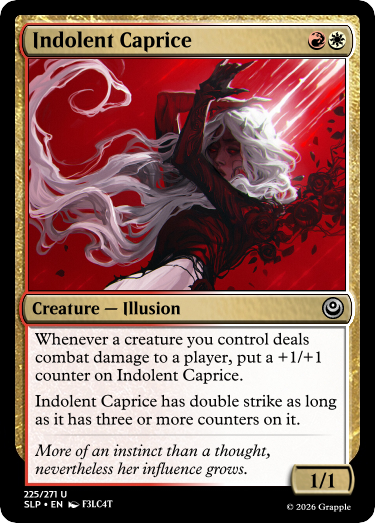 Indolent Caprice
Creature — Illusion
Whenever a creature you control deals
combat damage to a player, put a +1/+1
counter on Indolent Caprice.
Indolent Caprice has double strike as long
as it has three or more counters on it.
More of an instinct than a thought,
nevertheless her influence grows.
1/1
225/271 U
SLP • EN F3LC4T
© 2026 Grapple